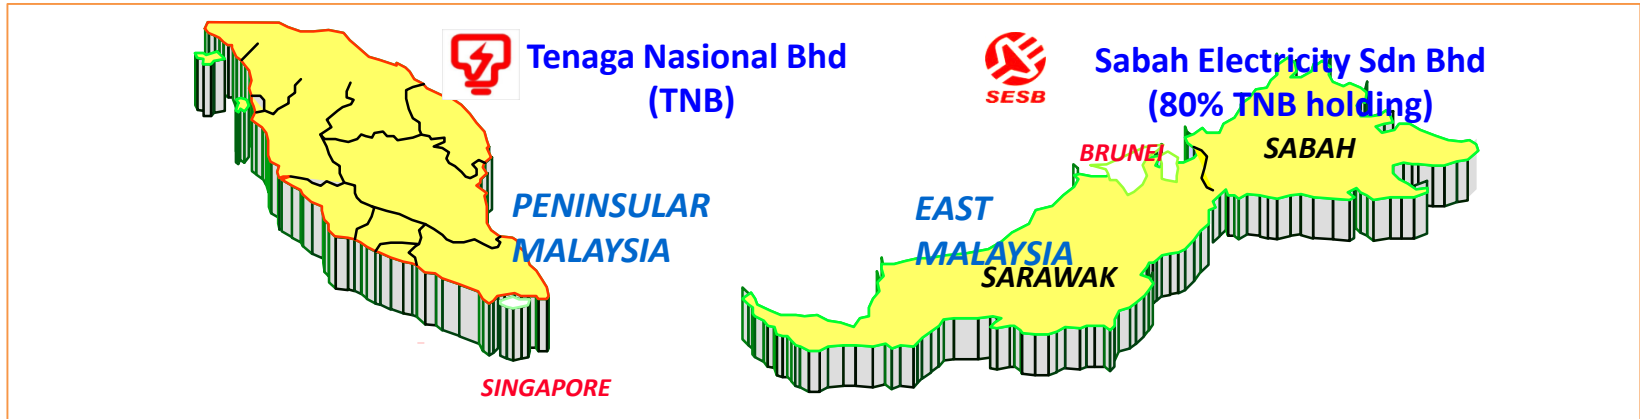 Tenaga Nasional Bhd
(TNB)
SESB
Sabah Electricity Sdn Bhd
(80% TNB holding)
BRUNEI
SABAH
PENINSULAR
MALAYSIA
EAST
MALAYSIA
SARAWAK
SINGAPORE